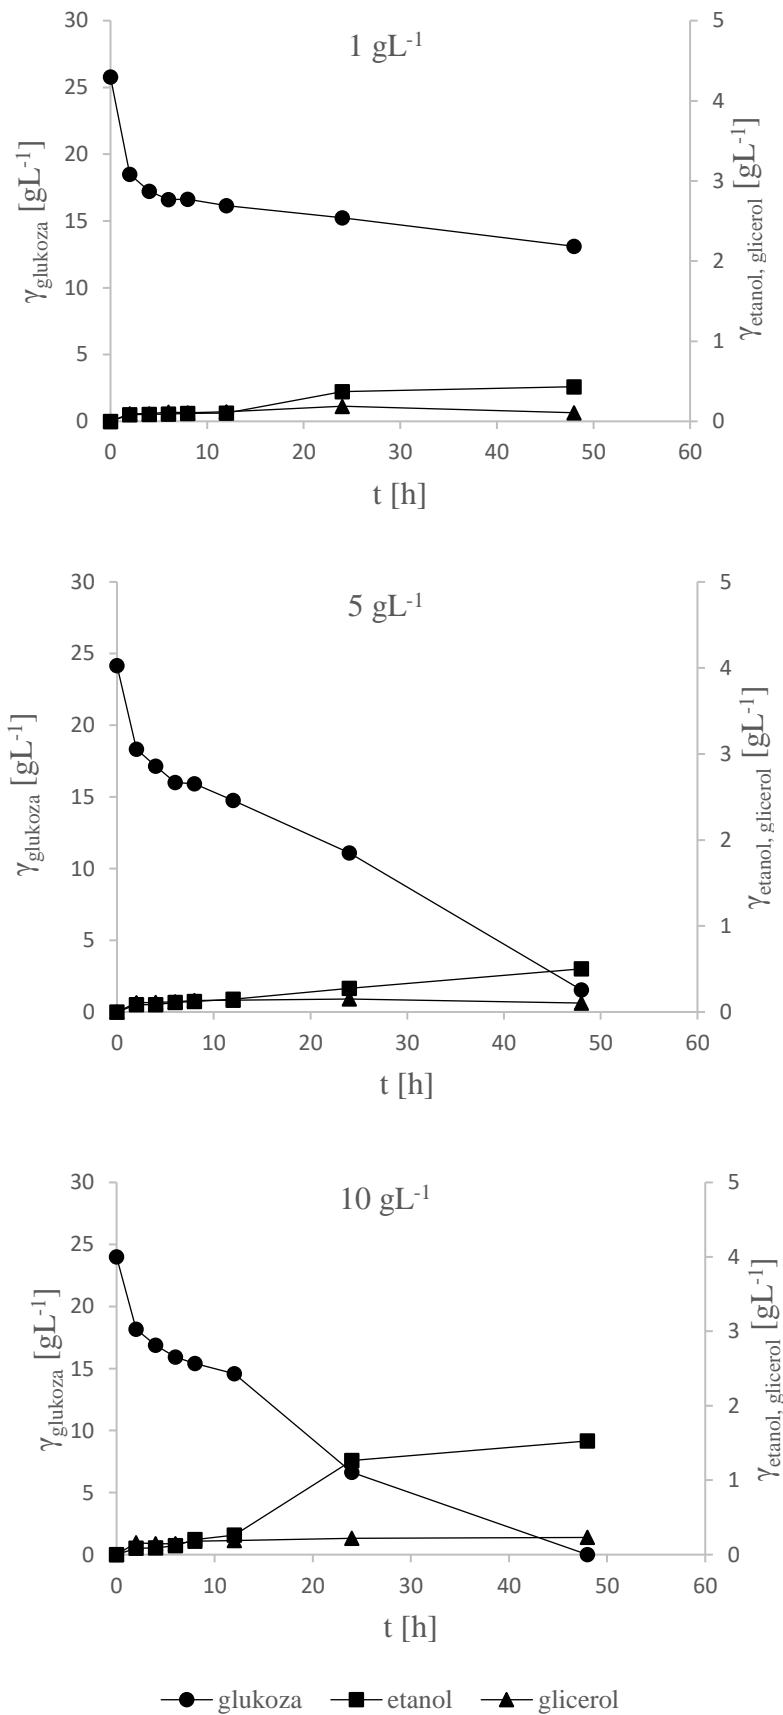 1 gL-1
30
25
20
15
10
5
0
5
4
3
2
1
0
γglukoza [gL-1]
γetanol, glicerol [gL-1]
0 10 20 30 40 50 60
t [h]
5 gL-1
30
25
20
15
10
5
0
5
4
3
2
1
0
γglukoza [gL-1]
γetanol, glicerol [gL-1]
0 10 20 30 40 50 60
t [h]
10 gL-1
30
25
20
15
10
5
0
5
4
3
2
1
0
γglukoza [gL-1]
γetanol, glicerol [gL-1]
0 10 20 30 40 50 60
t [h]
glukoza etanol glicerol